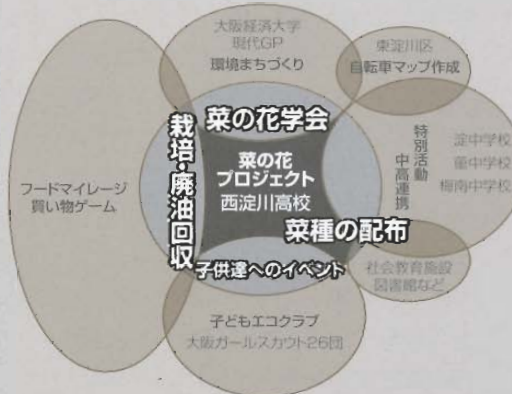 大阪経済大学
現代GP
環境まちづくり
東淀川区
自転車マップ作成
菜の花学会
栽培・廃油回収
菜の花
プロジェクト
西淀川高校
特別活動
中高連携
淀中学校
菫中学校
梅南中学校
フードマイレージ
買い物ゲーム
菜種の配布
子供達へのイベント
社会教育施設
図書館など
子どもエコクラブ
大阪ガールスカウト26団